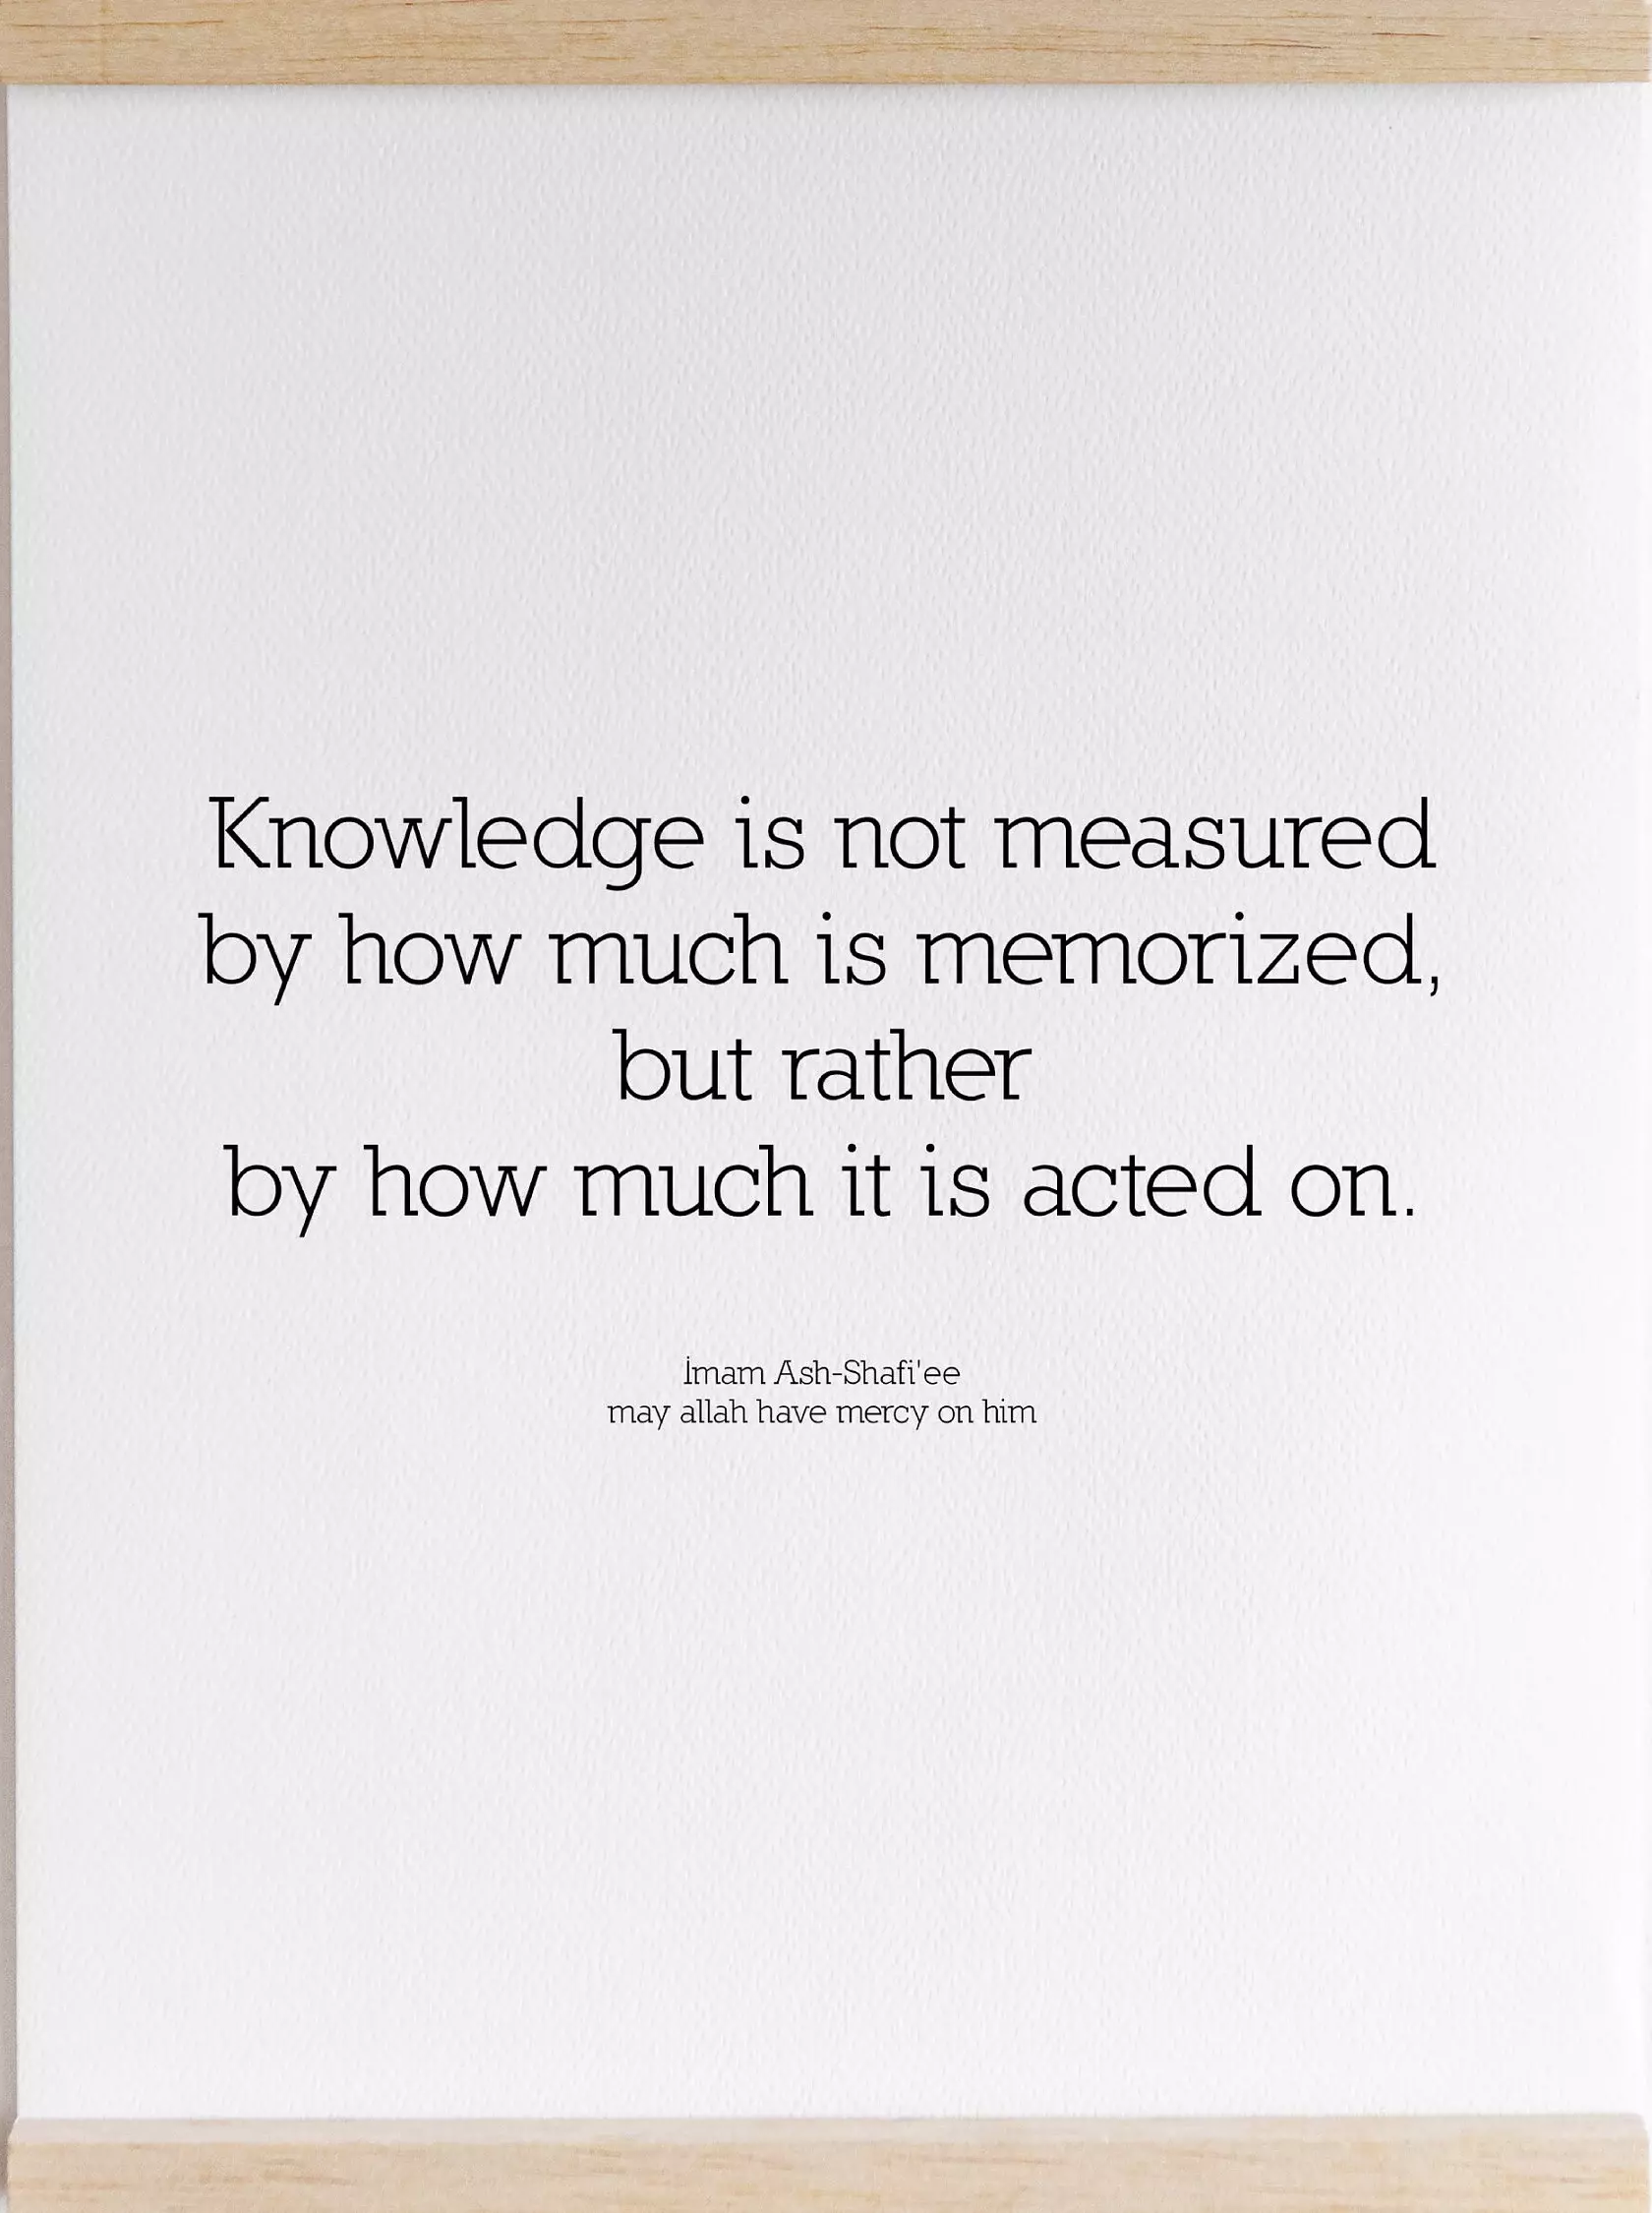 Knowledge is not measured
by how much is memorized,
but rather
by how much it is acted on.
İmam Ash-Shafi'ee
may allah have mercy on him